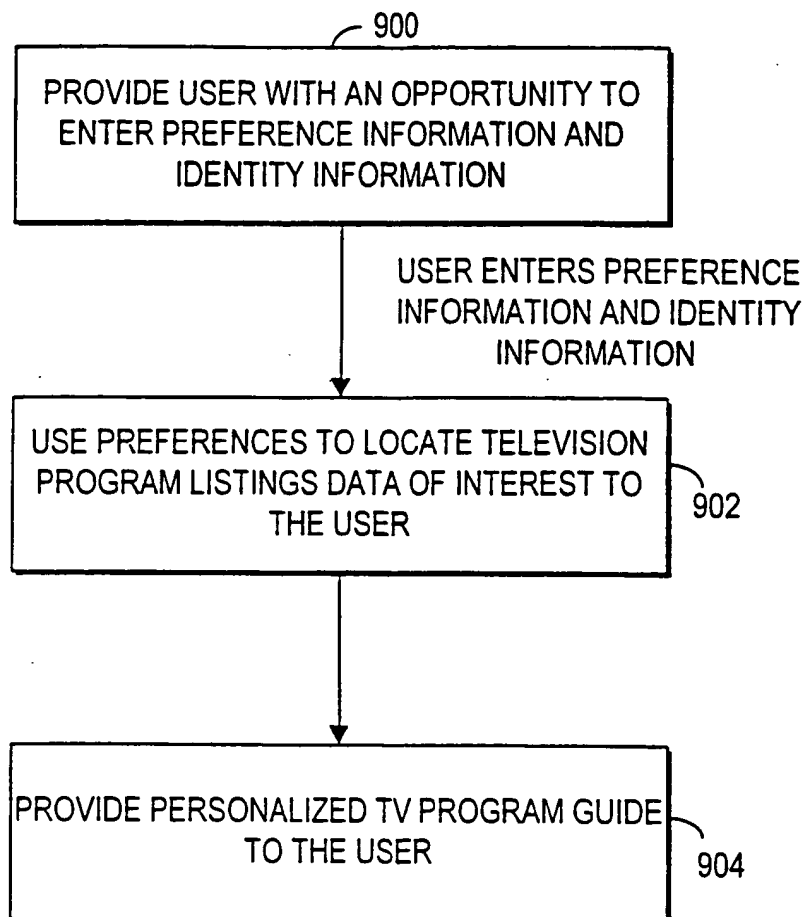 900
PROVIDE USER WITH AN OPPORTUNITY TO
ENTER PREFERENCE INFORMATION AND
IDENTITY INFORMATION
USER ENTERS PREFERENCE
INFORMATION AND IDENTITY
INFORMATION
USE PREFERENCES TO LOCATE TELEVISION
PROGRAM LISTINGS DATA OF INTEREST TO
THE USER
902
PROVIDE PERSONALIZED TV PROGRAM GUIDE
TO THE USER
904